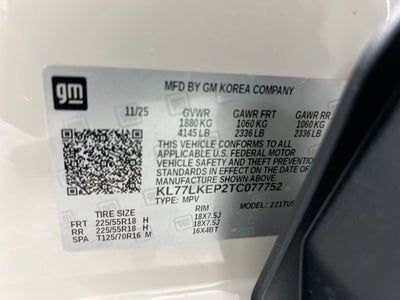 gm
MFD BY GM KOREA COMPANY
11/25 GVWR GAWR FRT GAWR RR
1880 KG 1060 KG 1060 KG
4145 LB 2336 LB 2336 LB
THIS VEHICLE CONFORMS TO ALL
APPLICABLE U.S. FEDERAL MOTOR
VEHICLE SAFETY AND THEFT PREVENTION
STANDARDS IN EFFECT ON THE DATE OF
MANUFACTURE SHOWN ABOVE.
KL77LKEP2TC077752
TYPE: MPV MODEL: 221TU5
TIRE SIZE RIM
FRT 225/55R18 H 18X7.5J
RR 225/55R18 H 18X7.5J
SPA T125/70R16 M 16X4BT